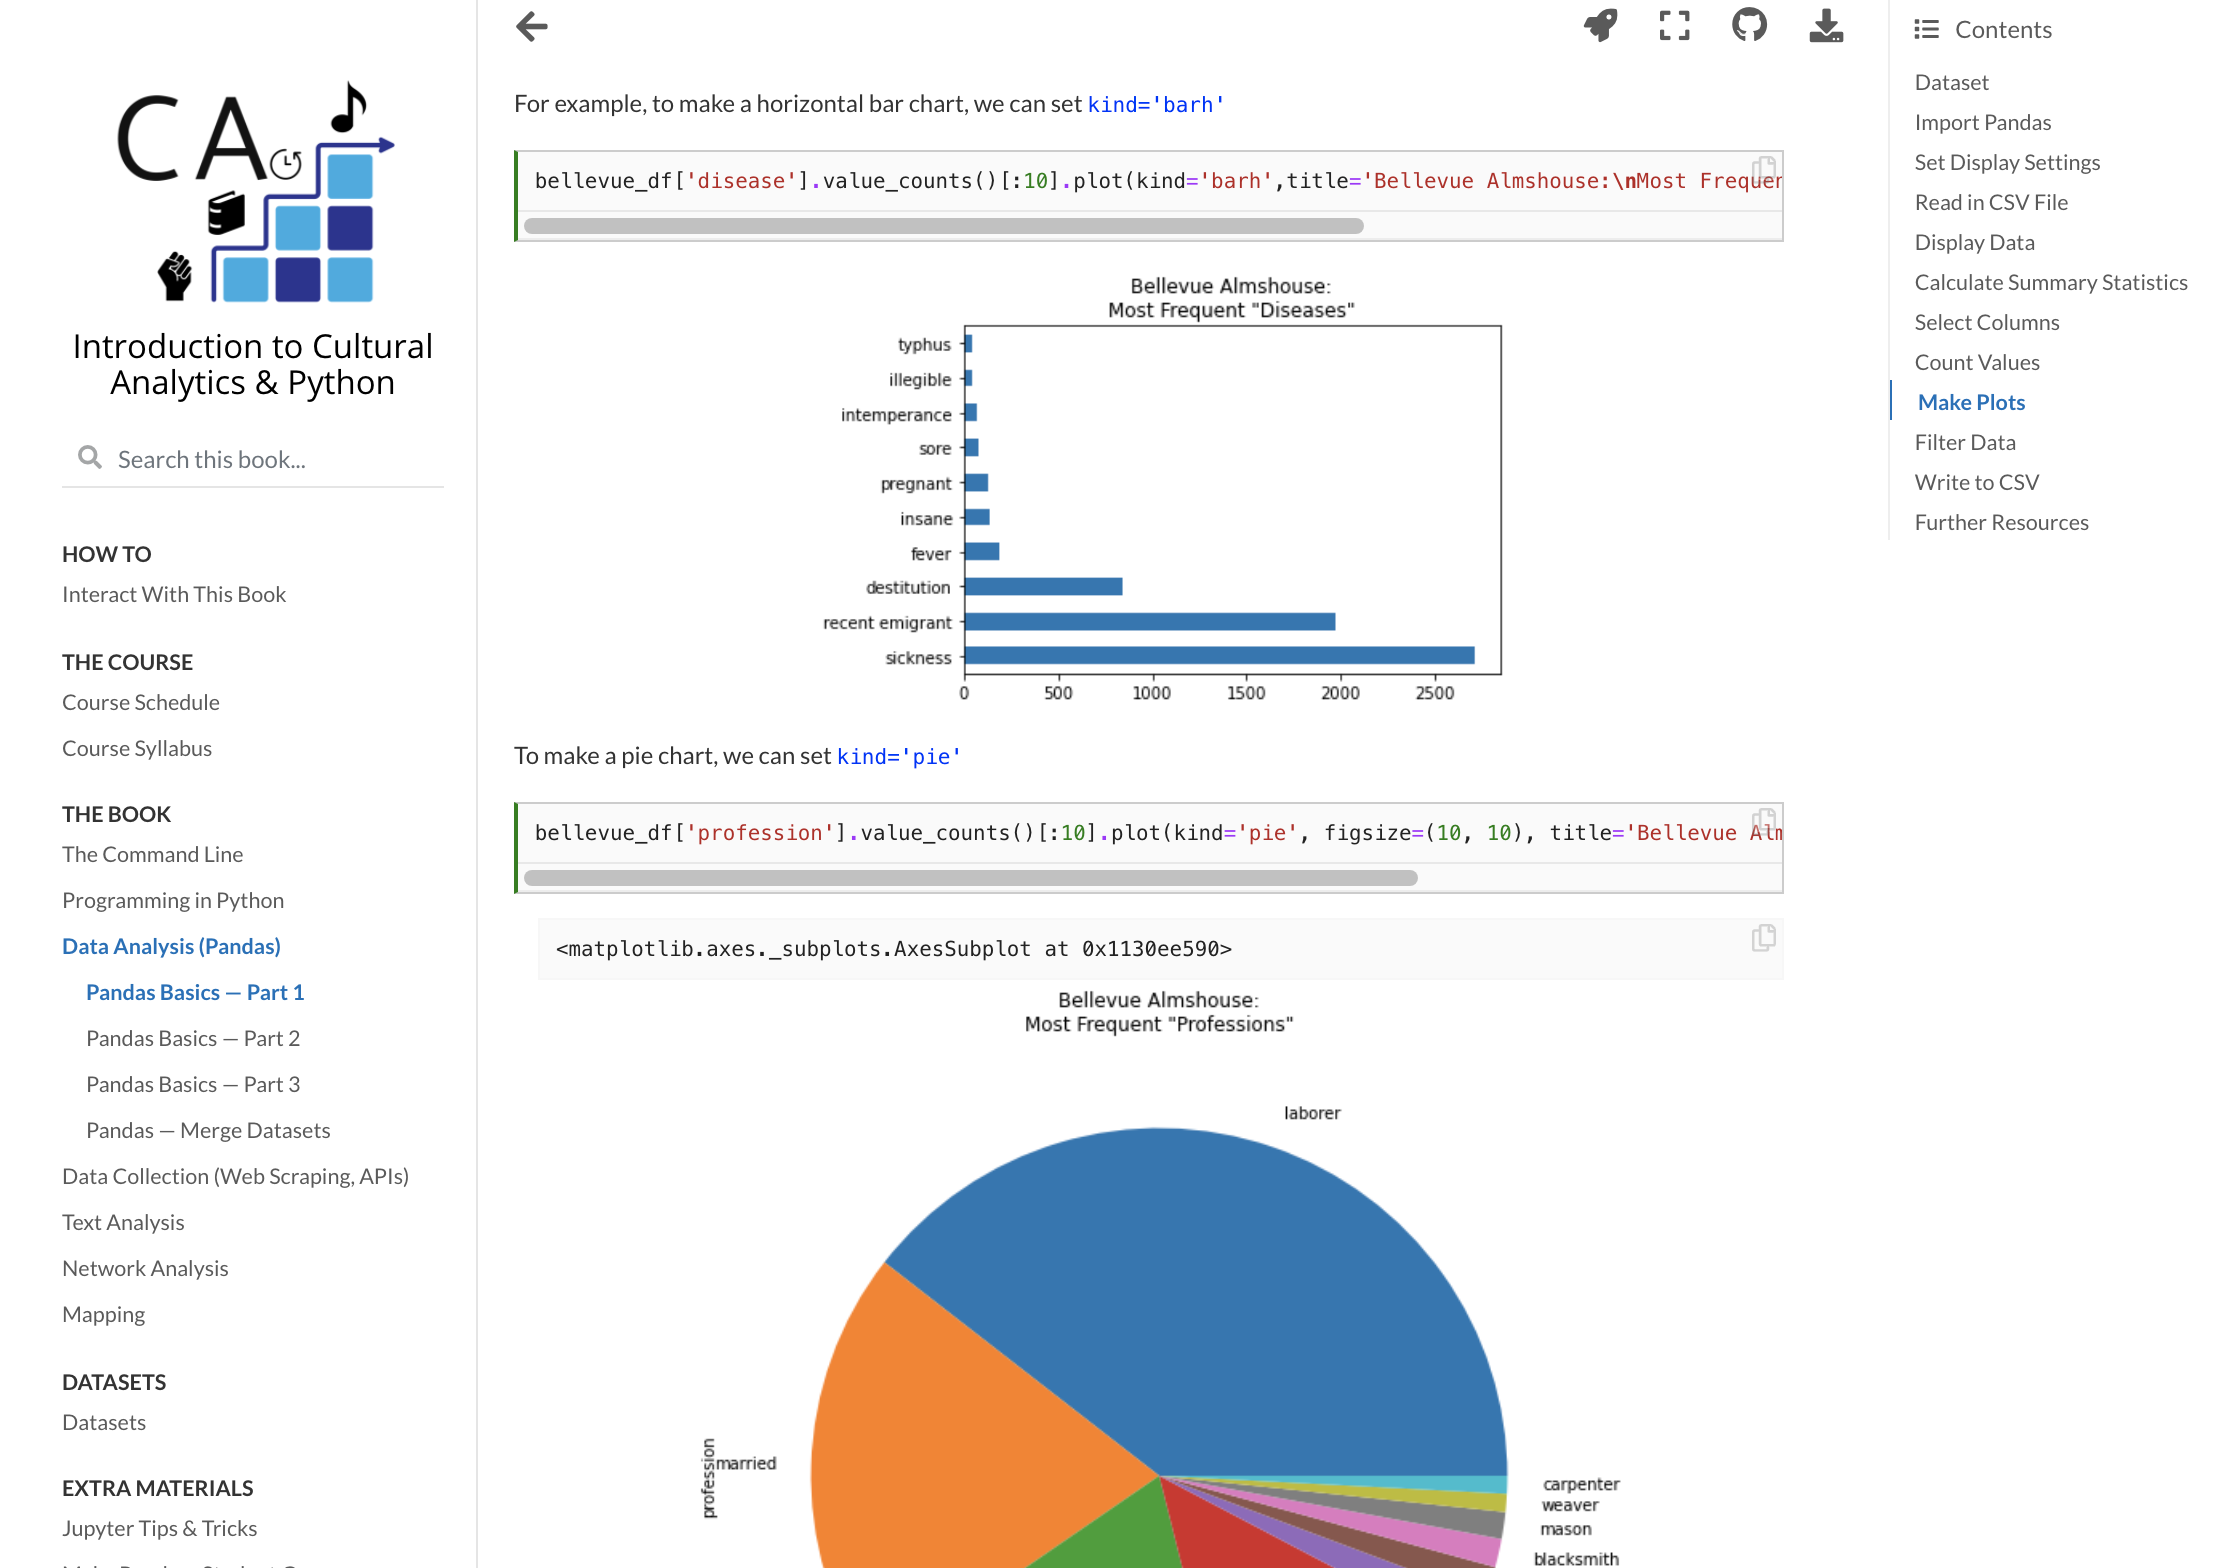 CA
Introduction to Cultural
Analytics & Python
Search this book...
HOW TO
Interact With This Book
THE COURSE
Course Schedule
Course Syllabus
THE BOOK
The Command Line
Programming in Python
Data Analysis (Pandas)
Pandas Basics — Part 1
Pandas Basics — Part 2
Pandas Basics — Part 3
Pandas — Merge Datasets
Data Collection (Web Scraping, APIs)
Text Analysis
Network Analysis
Mapping
DATASETS
Datasets
EXTRA MATERIALS
Jupyter Tips & Tricks
For example, to make a horizontal bar chart, we can set kind='barh'
bellevue_df['disease'].value_counts()[:10].plot(kind='barh',title='Bellevue Almshouse:\nMost Frequen
Bellevue Almshouse:
Most Frequent "Diseases"
typhus
illegible
intemperance
sore
pregnant
insane
fever
destitution
recent emigrant
sickness
0 500 1000 1500 2000 2500
To make a pie chart, we can set kind='pie'
bellevue_df['profession'].value_counts()[:10].plot(kind='pie', figsize=(10, 10), title='Bellevue Alm
<matplotlib.axes._subplots.AxesSubplot at 0x1130ee590>
Bellevue Almshouse:
Most Frequent "Professions"
laborer
profession
married
carpenter
weaver
mason
blacksmith
Contents
Dataset
Import Pandas
Set Display Settings
Read in CSV File
Display Data
Calculate Summary Statistics
Select Columns
Count Values
Make Plots
Filter Data
Write to CSV
Further Resources